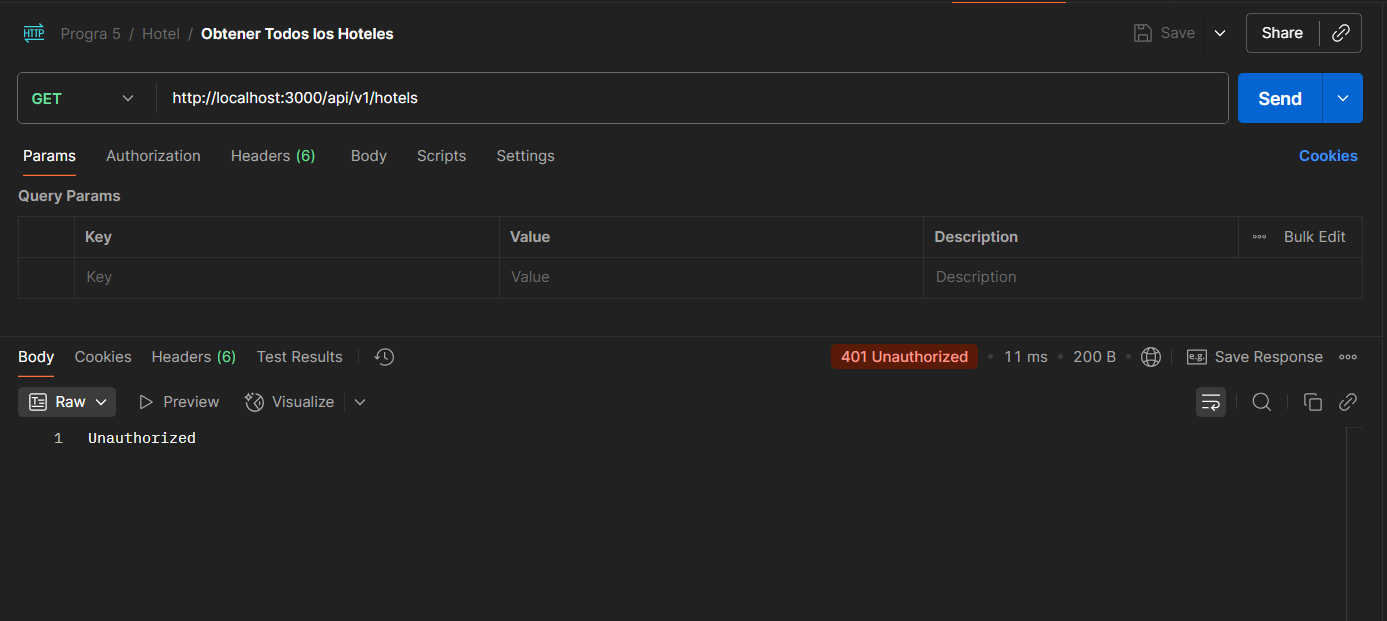 HTTP Progra 5 / Hotel / Obtener Todos los Hoteles Save Share
GET http://localhost:3000/api/v1/hotels Send
Params Authorization Headers (6) Body Scripts Settings Cookies
Query Params
Key Value Description Bulk Edit
Key Value Description
Body Cookies Headers (6) Test Results 401 Unauthorized 11 ms 200 B e.g. Save Response
Raw Preview Visualize
1 Unauthorized